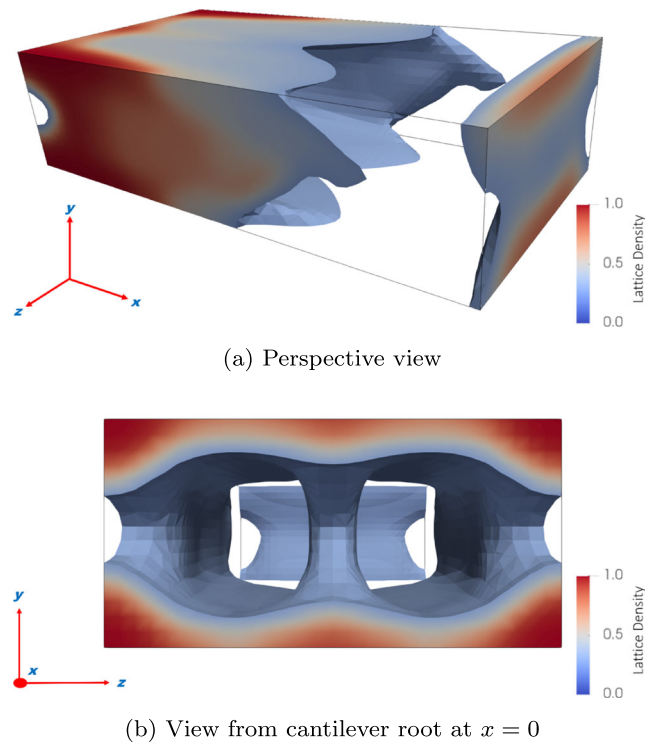 1.0
0.5
0.0
Lattice Density
y
z
x
(a) Perspective view
1.0
0.5
0.0
Lattice Density
y
x
z
(b) View from cantilever root at x = 0